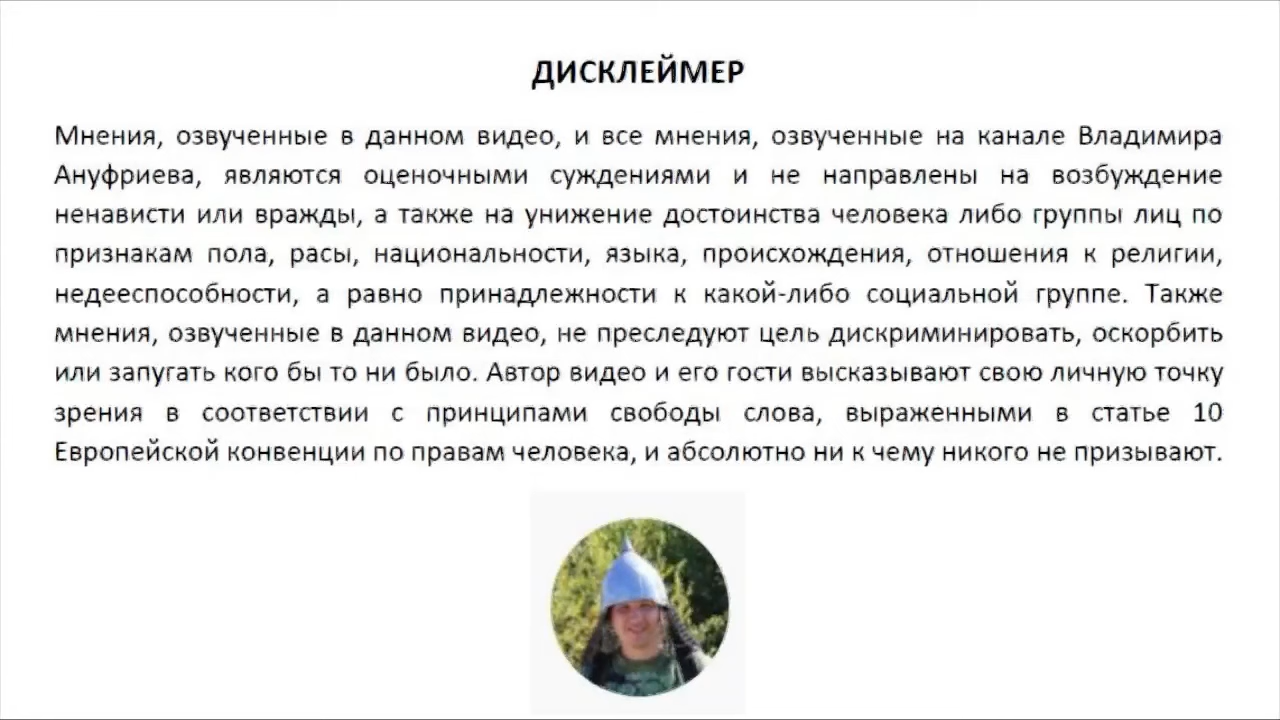 ДИСКЛЕЙМЕР
Мнения, озвученные в данном видео, и все мнения, озвученные на канале Владимира
Ануфриева, являются оценочными суждениями и не направлены на возбуждение
ненависти или вражды, а также на унижение достоинства человека либо группы лиц по
признакам пола, расы, национальности, языка, происхождения, отношения к религии,
недееспособности, а равно принадлежности к какой-либо социальной группе. Также
мнения, озвученные в данном видео, не преследуют цель дискриминировать, оскорбить
или запугать кого бы то ни было. Автор видео и его гости высказывают свою личную точку
зрения в соответствии с принципами свободы слова, выраженными в статье 10
Европейской конвенции по правам человека, и абсолютно ни к чему никого не призывают.